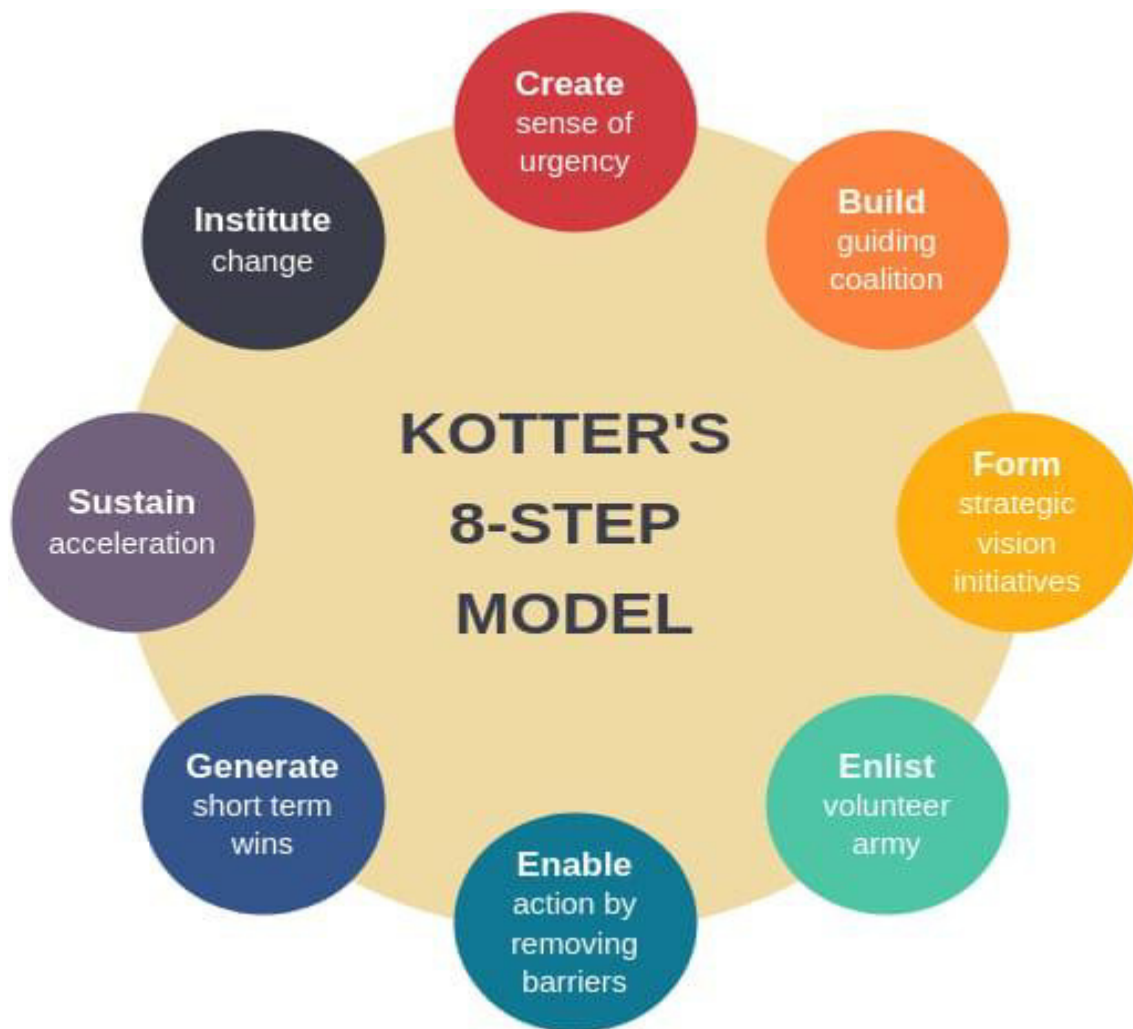 Create
sense of
urgency
Build
guiding
coalition
Form
strategic
vision
initiatives
Enlist
volunteer
army
Enable
action by
removing
barriers
Generate
short term
wins
Sustain
acceleration
Institute
change
KOTTER'S
8-STEP
MODEL